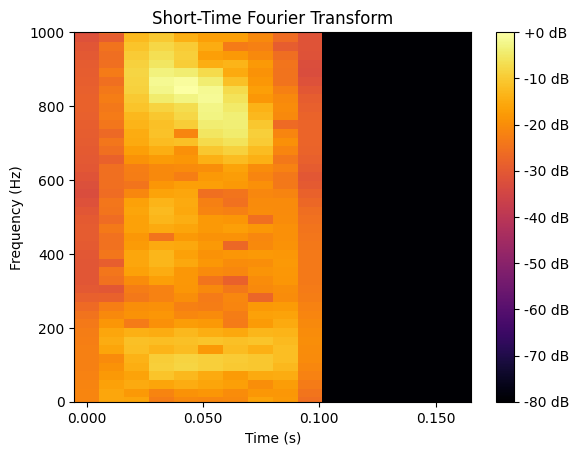 Short-Time Fourier Transform
1000
800
600
400
200
0
Frequency (Hz)
0.000
0.050
0.100
0.150
Time (s)
+0 dB
-10 dB
-20 dB
-30 dB
-40 dB
-50 dB
-60 dB
-70 dB
-80 dB